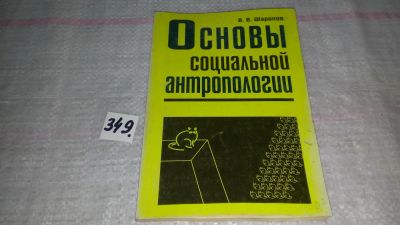 В. В. Шаронов
Основы
социальной
антропологии
349.